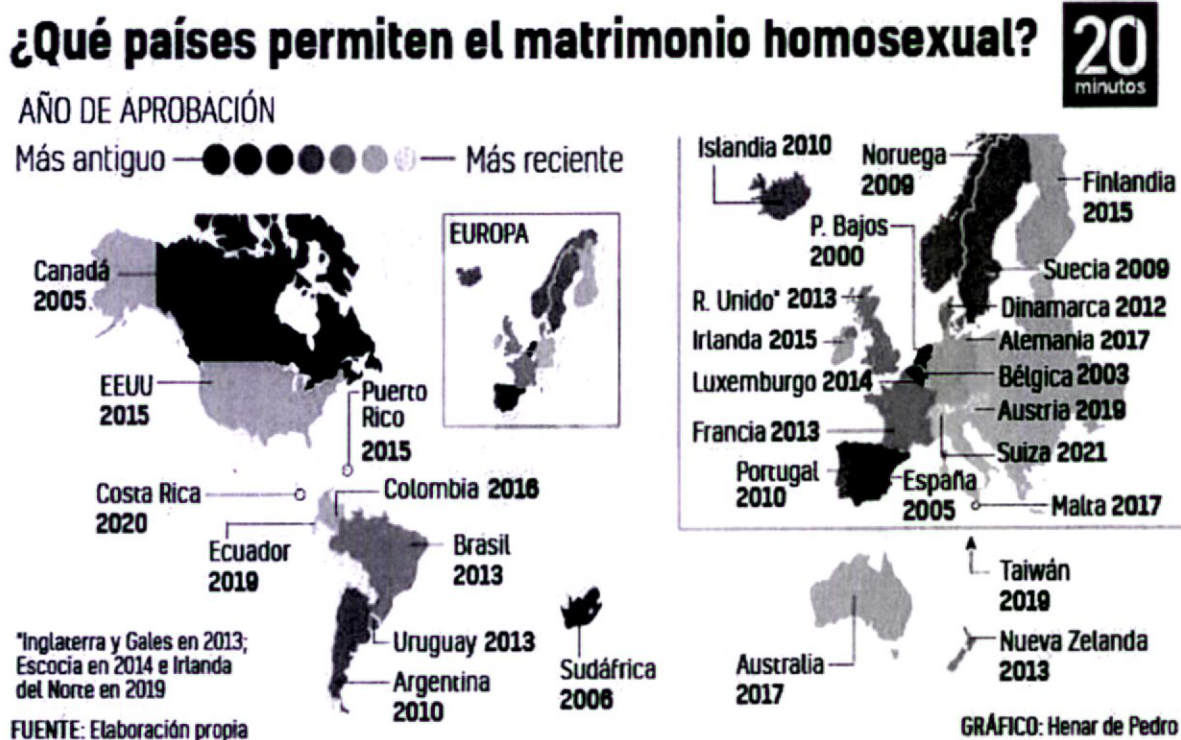 ¿Qué países permiten el matrimonio homosexual?
20
minutos
AÑO DE APROBACIÓN
Más antiguo
Más reciente
Canadá
2005
EEUU
2015
Puerto
Rico
2015
Costa Rica
2020
Colombia 2016
Ecuador
2019
Brasil
2013
Uruguay 2013
Argentina
2010
Sudáfrica
2006
EUROPA
Islandia 2010
Noruega
2009
Finlandia
2015
P. Bajos
2000
Suecia 2009
R. Unido* 2013
Dinamarca 2012
Irlanda 2015
Alemania 2017
Luxemburgo 2014
Bélgica 2003
Austria 2019
Francia 2013
Suiza 2021
Portugal
2010
España
2005
Malta 2017
Taiwán
2019
Australia
2017
Nueva Zelanda
2013
*Inglaterra y Gales en 2013;
Escocia en 2014 e Irlanda
del Norte en 2019
FUENTE: Elaboración propia
GRÁFICO: Henar de Pedro